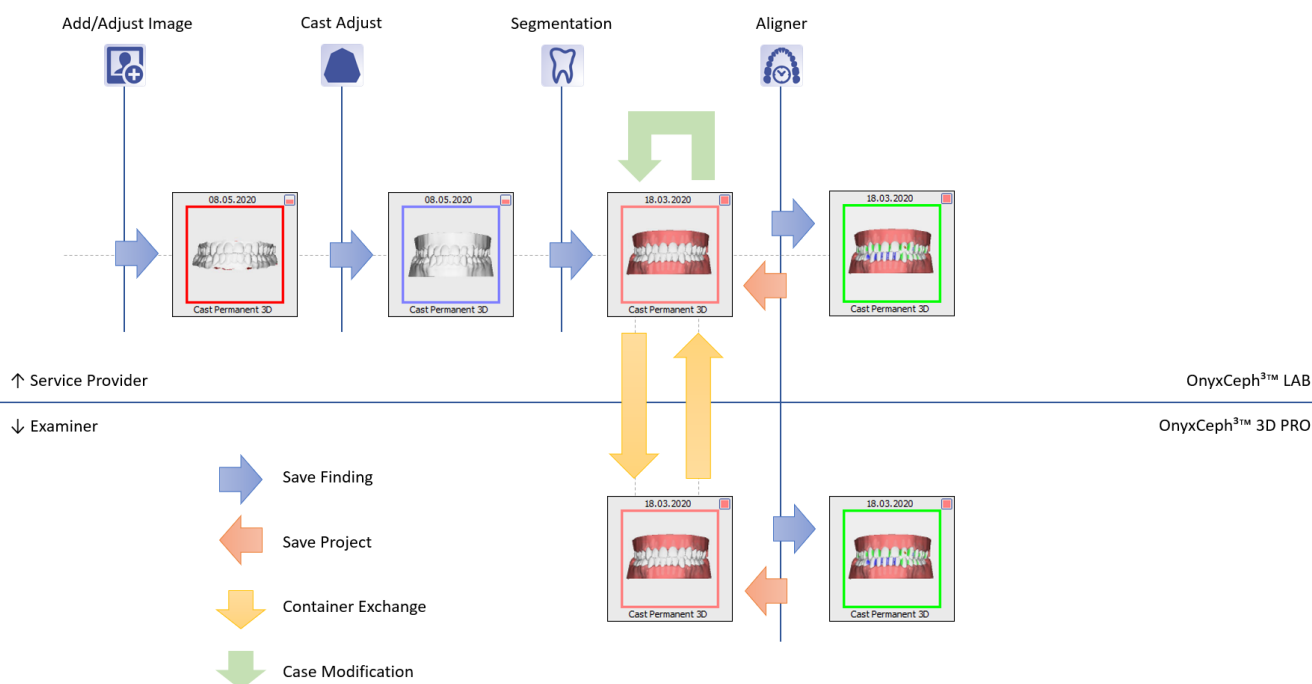 Add/Adjust Image
Cast Adjust
Segmentation
Aligner
08.05.2020
08.05.2020
18.03.2020
18.03.2020
Cast Permanent 3D
Cast Permanent 3D
Cast Permanent 3D
Cast Permanent 3D
↑ Service Provider
OnyxCeph³™ LAB
↓ Examiner
OnyxCeph³™ 3D PRO
Save Finding
Save Project
Container Exchange
Case Modification
18.03.2020
18.03.2020
Cast Permanent 3D
Cast Permanent 3D